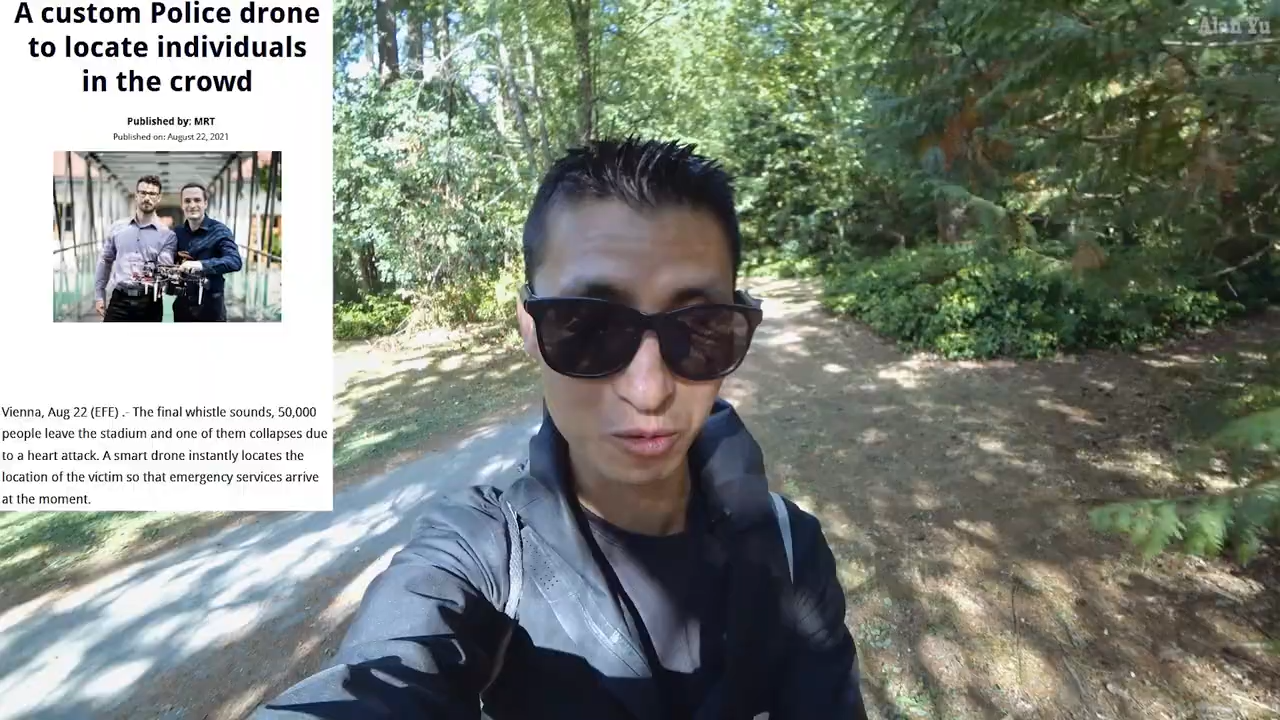 A custom Police drone
to locate individuals
in the crowd
Published by: MRT
Published on: August 22, 2021
Vienna, Aug 22 (EFE) .- The final whistle sounds, 50,000
people leave the stadium and one of them collapses due
to a heart attack. A smart drone instantly locates the
location of the victim so that emergency services arrive
at the moment.
Alan Yu